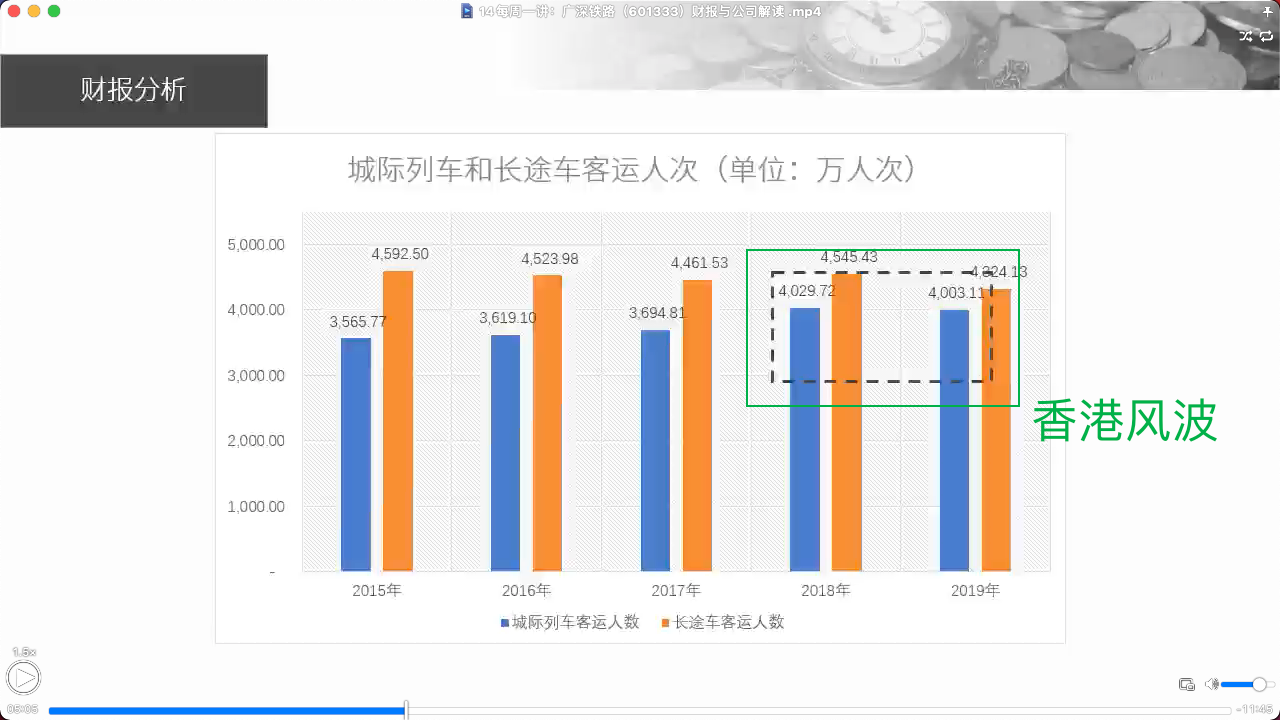 14每周一讲：广深铁路（601333）财报与公司解读.mp4
财报分析
城际列车和长途车客运人次（单位：万人次）
5,000.00
4,000.00
3,000.00
2,000.00
1,000.00
-
4,592.50
4,523.98
4,461.53
4,545.43
4,324.13
3,565.77
3,619.10
3,694.81
4,029.72
4,003.11
香港风波
2015年
2016年
2017年
2018年
2019年
城际列车客运人数
长途车客运人数
1.5x
05:05
-11:45